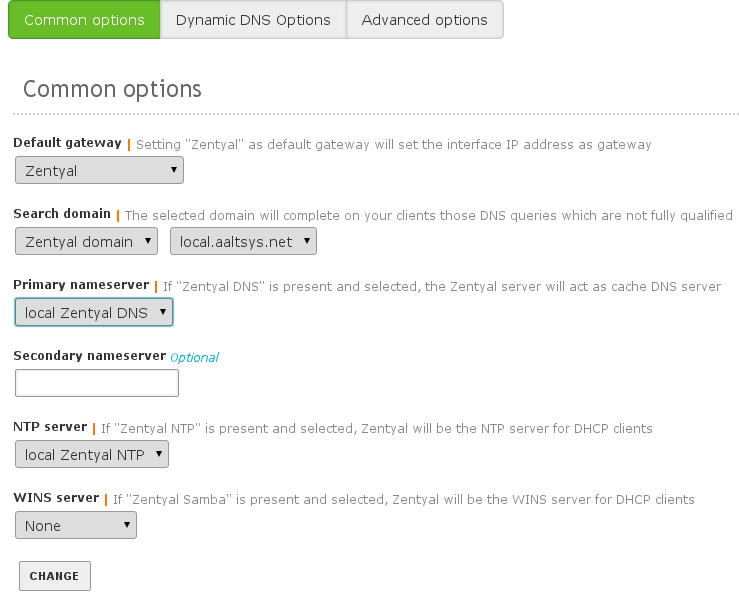 Common options Dynamic DNS Options Advanced options
Common options
Default gateway Setting "Zentyal" as default gateway will set the interface IP address as gateway
Zentyal
Search domain The selected domain will complete on your clients those DNS queries which are not fully qualified
Zentyal domain local.aaltsys.net
Primary nameserver If "Zentyal DNS" is present and selected, the Zentyal server will act as cache DNS server
local Zentyal DNS
Secondary nameserver Optional
NTP server If "Zentyal NTP" is present and selected, Zentyal will be the NTP server for DHCP clients
local Zentyal NTP
WINS server If "Zentyal Samba" is present and selected, Zentyal will be the WINS server for DHCP clients
None
CHANGE